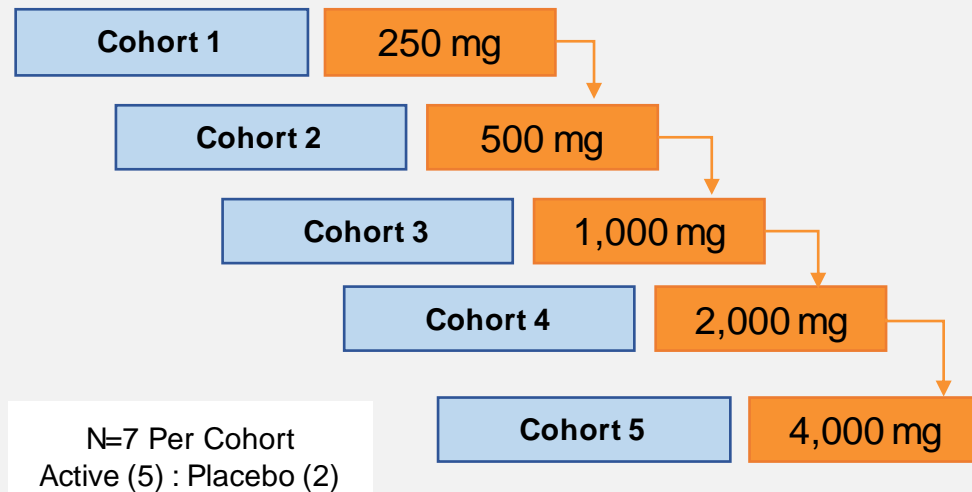 Cohort 1
250 mg
Cohort 2
500 mg
Cohort 3
1,000 mg
Cohort 4
2,000 mg
Cohort 5
4,000 mg
N=7 Per Cohort
Active (5) : Placebo (2)